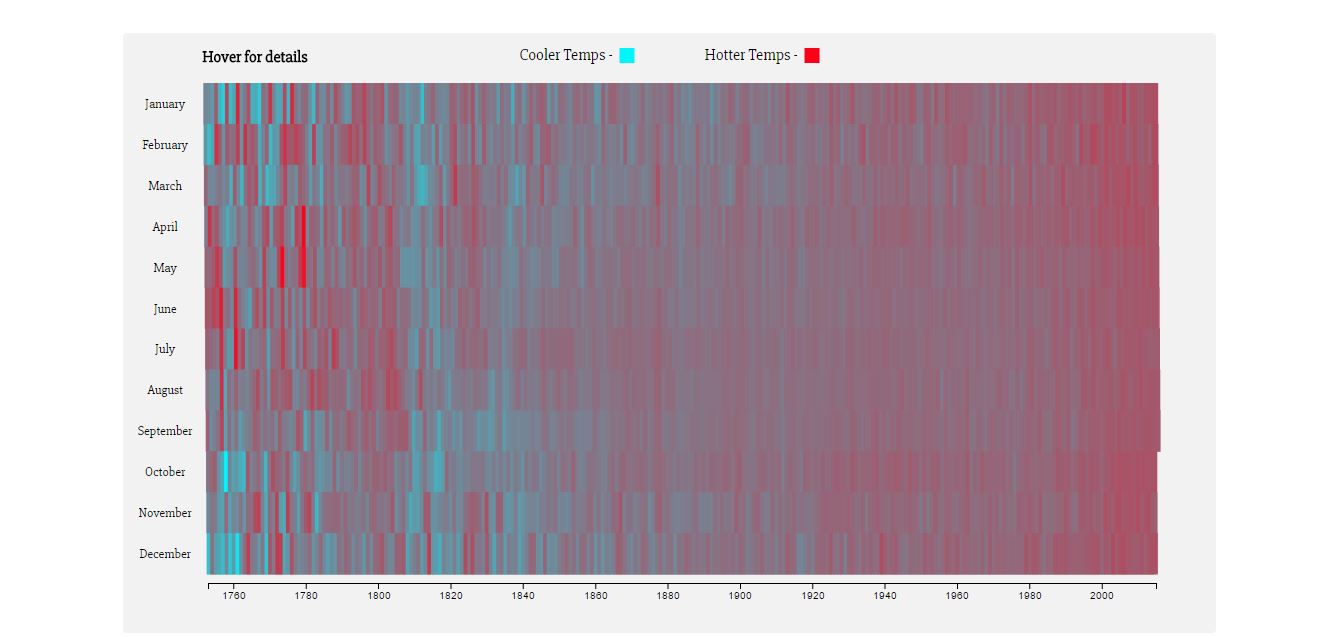 Hover for details
Cooler Temps -
Hotter Temps -
January
February
March
April
May
June
July
August
September
October
November
December
1760 1780 1800 1820 1840 1860 1880 1900 1920 1940 1960 1980 2000